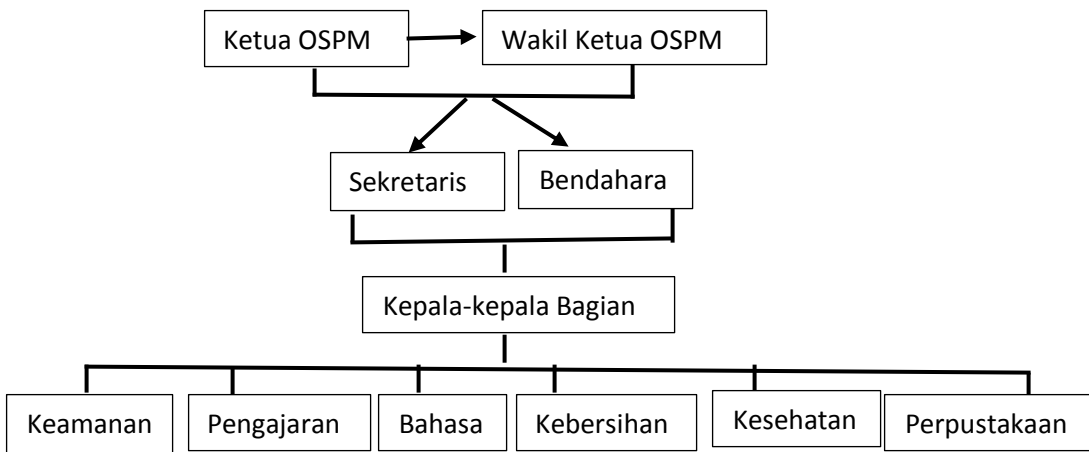 Ketua OSPM
Wakil Ketua OSPM
Sekretaris
Bendahara
Kepala-kepala Bagian
Keamanan
Pengajaran
Bahasa
Kebersihan
Kesehatan
Perpustakaan